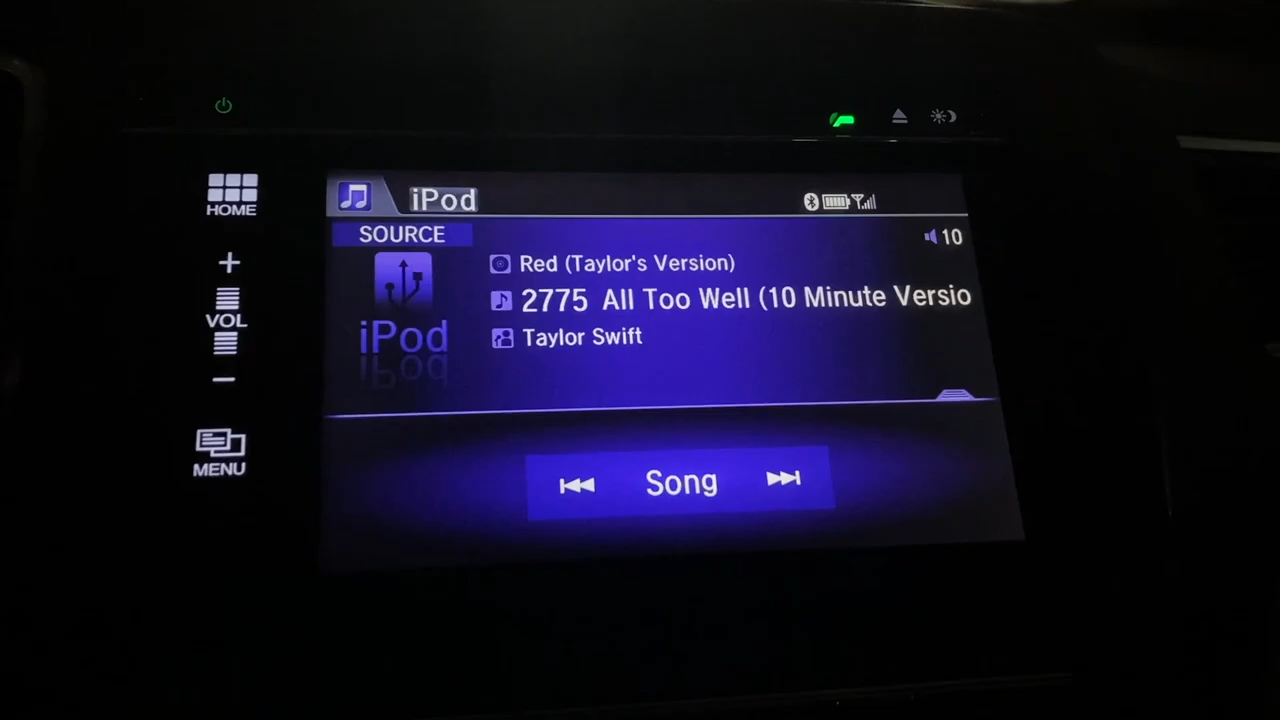 HOME
iPod
SOURCE
10
+
Red (Taylor's Version)
2775 All Too Well (10 Minute Versio
VOL
iPod
Taylor Swift
-
MENU
Song